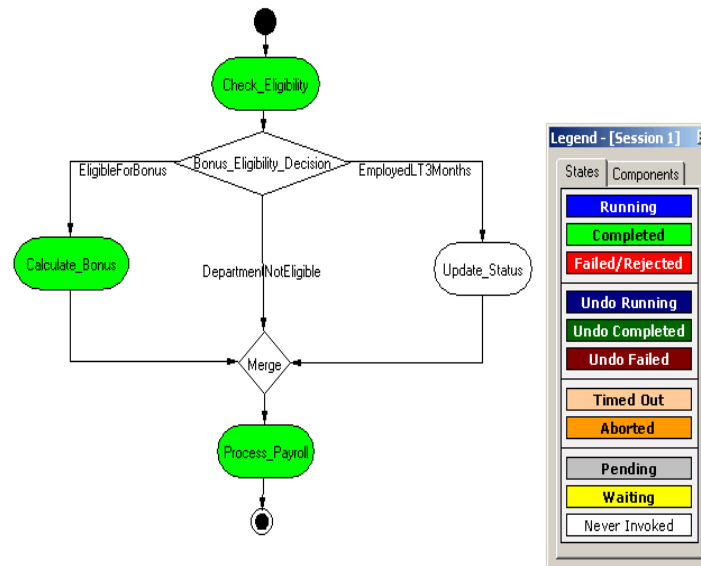 Check_Eligibility
Bonus_Eligibility_Decision
EligibleForBonus
EmployedLT3Months
Calculate_Bonus
DepartmentNotEligible
Update_Status
Merge
Process_Payroll
Legend - [Session 1]
States
Components
Running
Completed
Failed/Rejected
Undo Running
Undo Completed
Undo Failed
Timed Out
Aborted
Pending
Waiting
Never Invoked